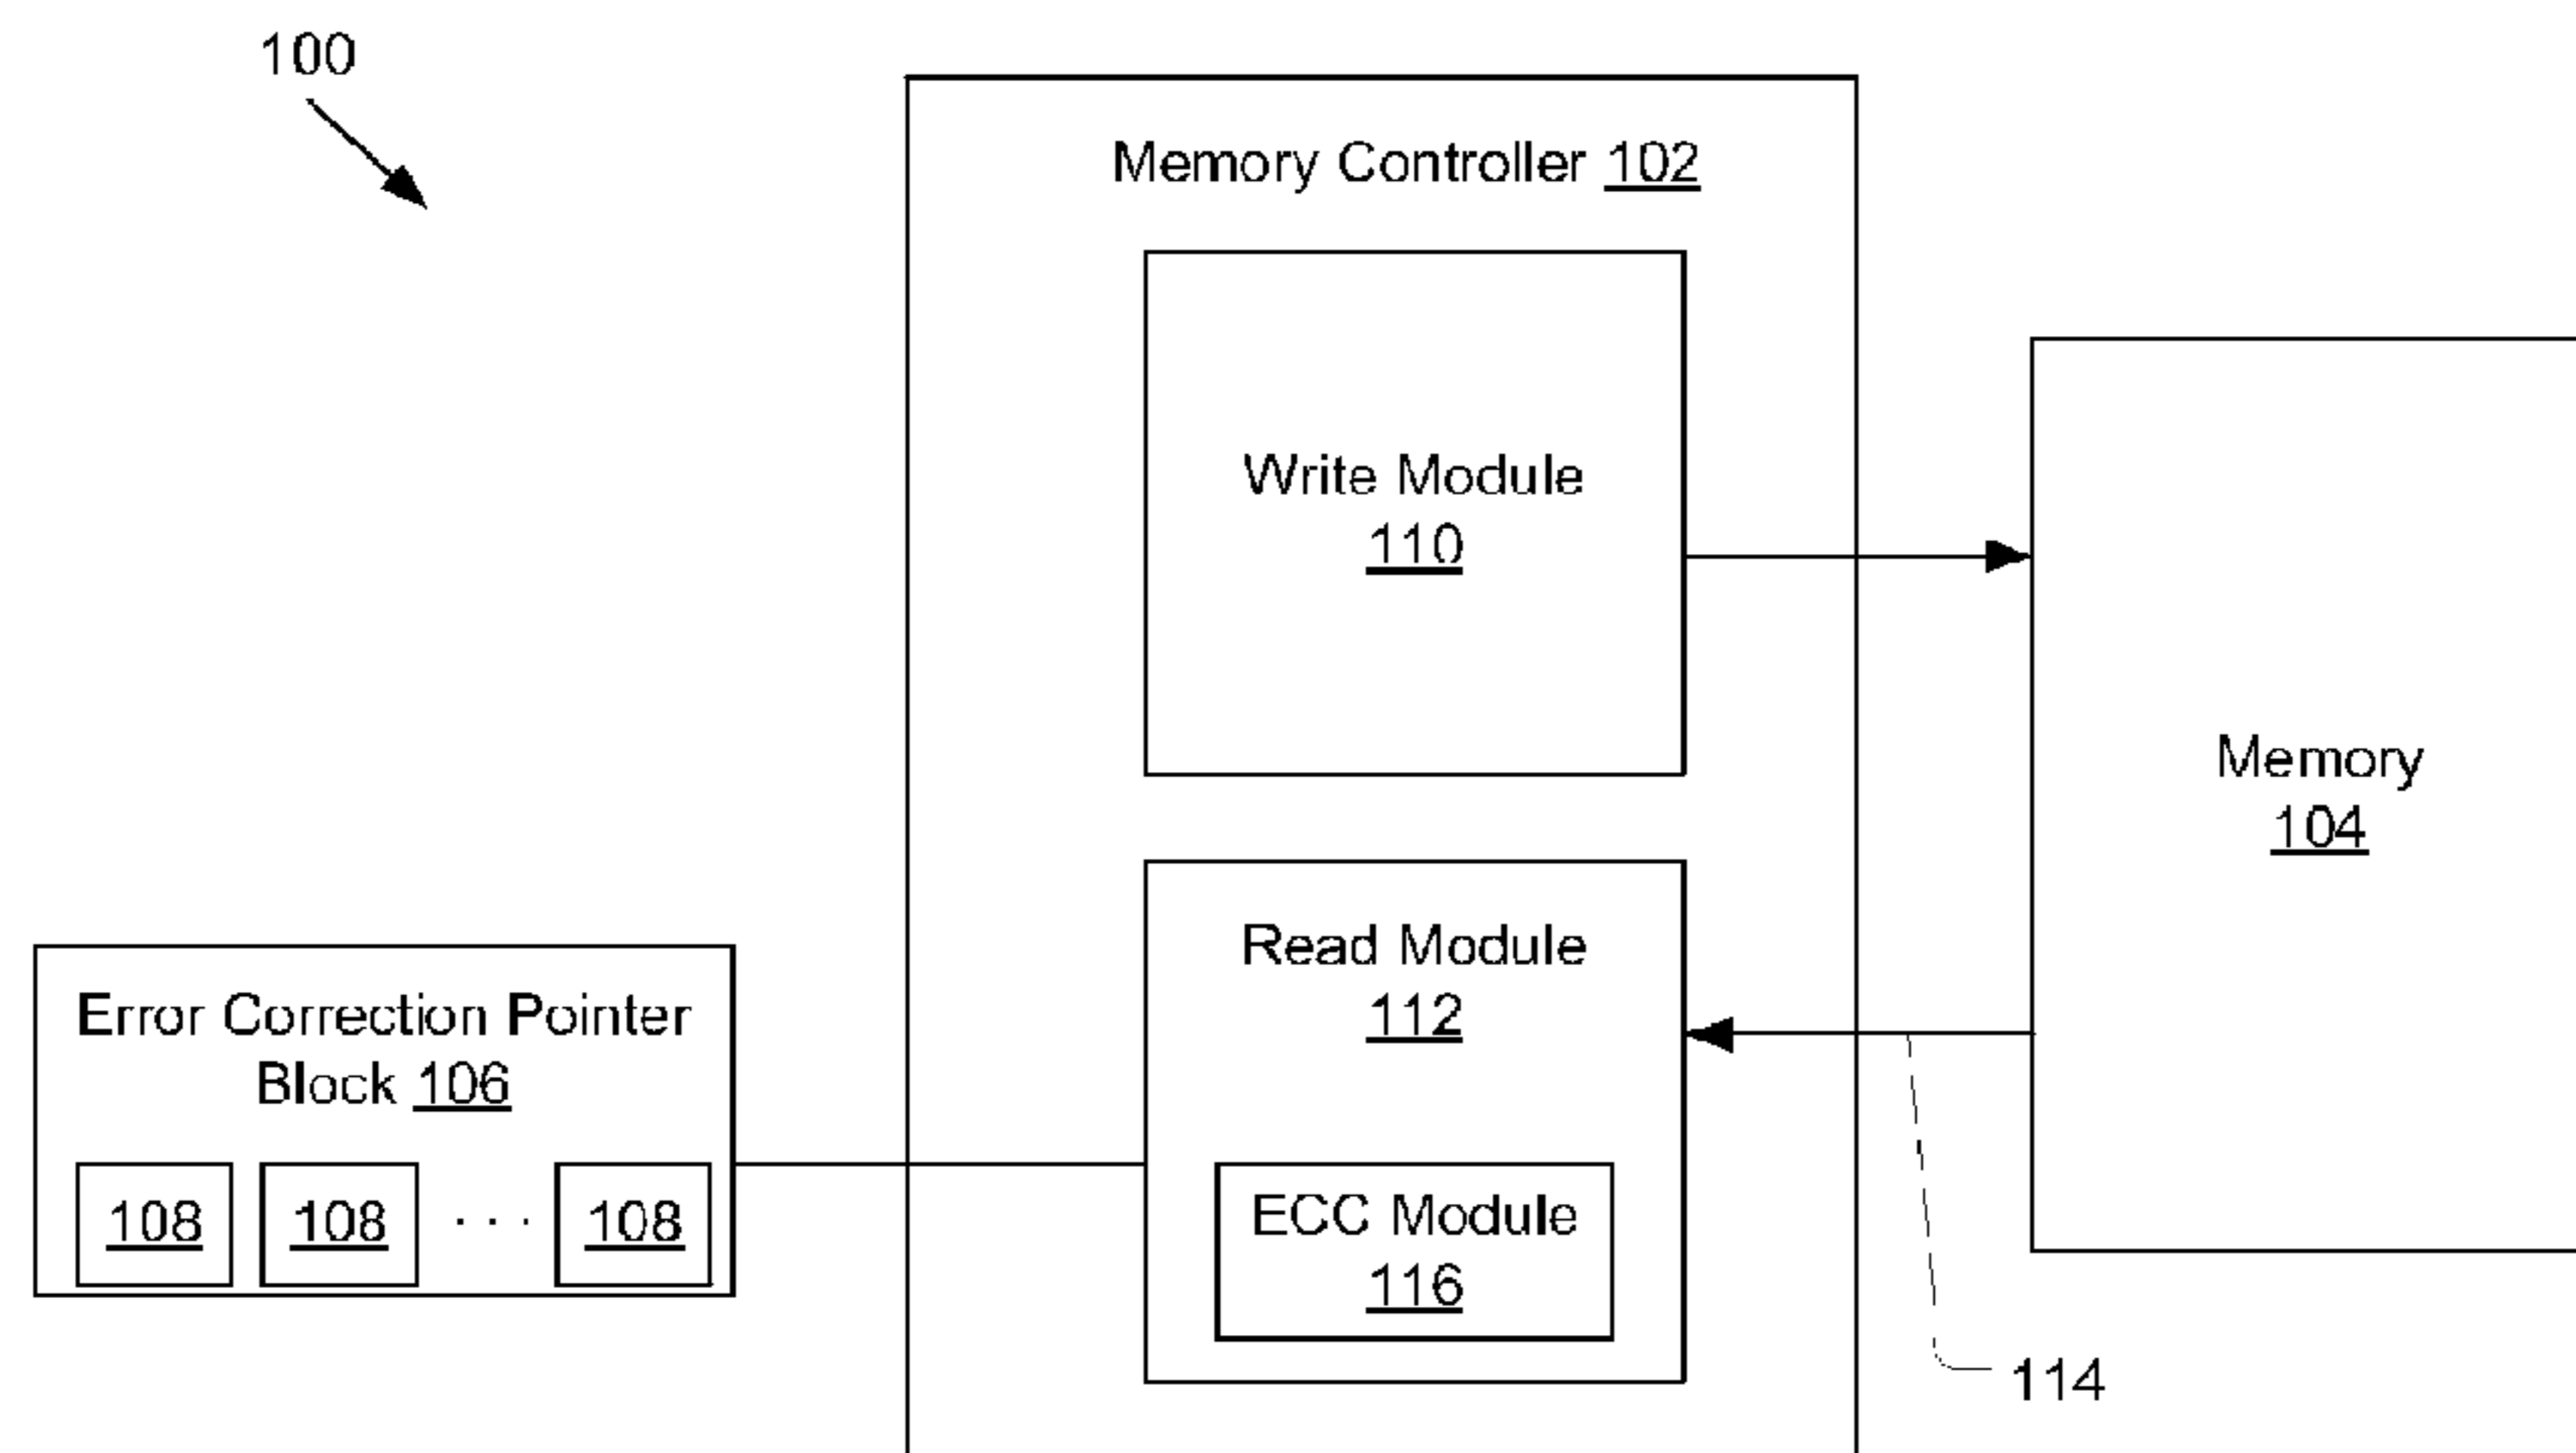 100
Memory Controller 102
Write Module
110
Memory
104
Read Module
112
Error Correction Pointer
Block 106
108 108 . . . 108
ECC Module
116
114